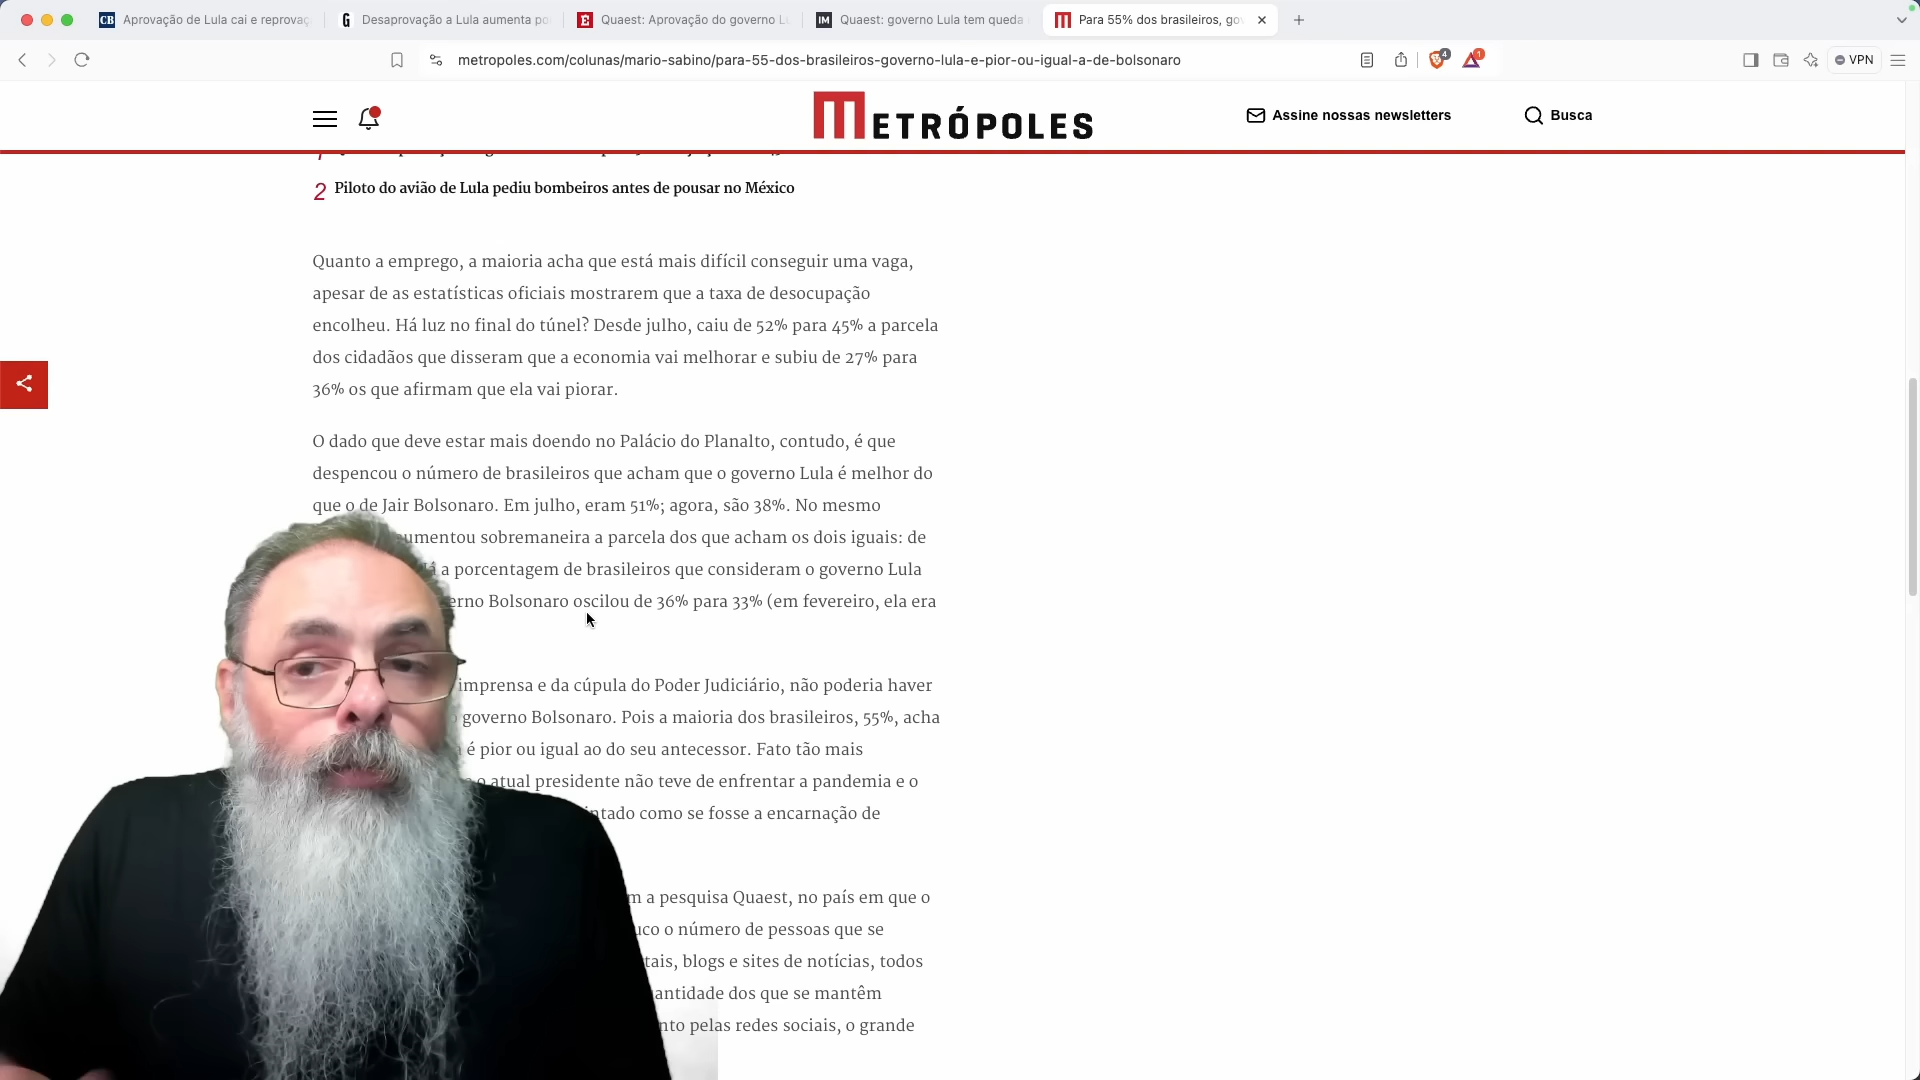 Aprovação de Lula cai e reprovaç
Desaprovação a Lula aumenta po
Quaest: Aprovação do governo L
Quaest: governo Lula tem queda
Para 55% dos brasileiros, go
metropoles.com/colunas/mario-sabino/para-55-dos-brasileiros-governo-lula-e-pior-ou-igual-a-de-bolsonaro
4
1
VPN
METRÓPOLES
Assine nossas newsletters
Busca
2 Piloto do avião de Lula pediu bombeiros antes de pousar no México
Quanto a emprego, a maioria acha que está mais difícil conseguir uma vaga,
apesar de as estatísticas oficiais mostrarem que a taxa de desocupação
encolheu. Há luz no final do túnel? Desde julho, caiu de 52% para 45% a parcela
dos cidadãos que disseram que a economia vai melhorar e subiu de 27% para
36% os que afirmam que ela vai piorar.
O dado que deve estar mais doendo no Palácio do Planalto, contudo, é que
despencou o número de brasileiros que acham que o governo Lula é melhor do
que o de Jair Bolsonaro. Em julho, eram 51%; agora, são 38%. No mesmo
umentou sobremaneira a parcela dos que acham os dois iguais: de
a porcentagem de brasileiros que consideram o governo Lula
erno Bolsonaro oscilou de 36% para 33% (em fevereiro, ela era
imprensa e da cúpula do Poder Judiciário, não poderia haver
governo Bolsonaro. Pois a maioria dos brasileiros, 55%, acha
é pior ou igual ao do seu antecessor. Fato tão mais
o atual presidente não teve de enfrentar a pandemia e o
ntado como se fosse a encarnação de
m a pesquisa Quaest, no país em que o
uco o número de pessoas que se
tais, blogs e sites de notícias, todos
antidade dos que se mantêm
nto pelas redes sociais, o grande